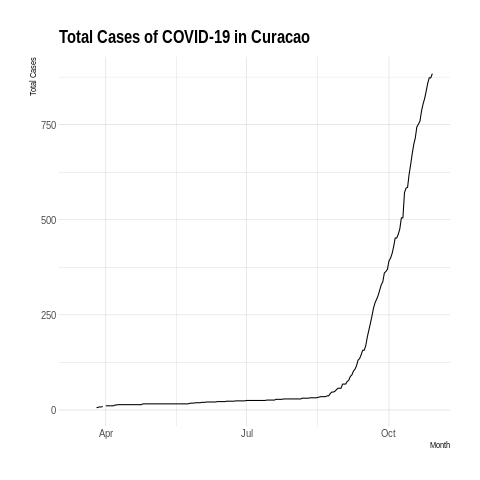 Total Cases of COVID-19 in Curacao
Total Cases
750
500
250
0
Apr
Jul
Oct
Month